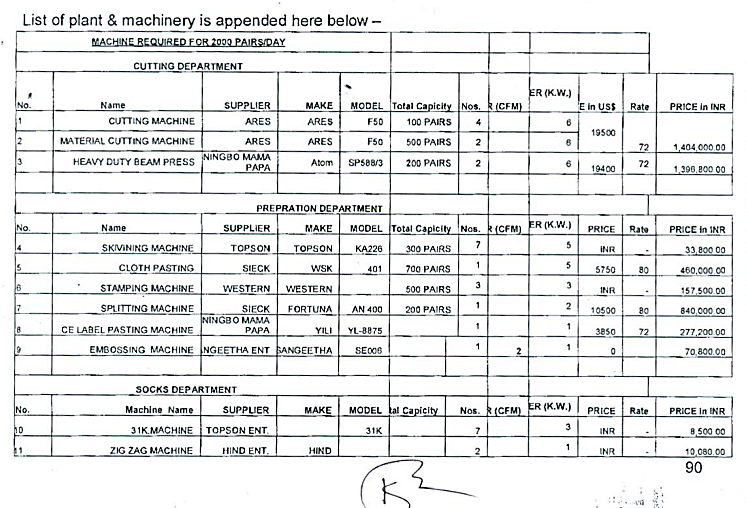 List of plant & machinery is appended here below –
MACHINE REQUIRED FOR 2000 PAIRS/DAY
CUTTING DEPARTMENT
No. Name SUPPLIER MAKE MODEL Total Capicity Nos. R (CFM) ER (K.W.) E in US$ Rate PRICE in INR
1 CUTTING MACHINE ARES ARES F50 100 PAIRS 4 6
2 MATERIAL CUTTING MACHINE ARES ARES F50 500 PAIRS 2 6 19500 72 1,404,000.00
3 HEAVY DUTY BEAM PRESS NINGBO MAMA PAPA Atom SP588/3 200 PAIRS 2 6 19400 72 1,396,800.00
PREPRATION DEPARTMENT
No. Name SUPPLIER MAKE MODEL Total Capicity Nos. R (CFM) ER (K.W.) PRICE Rate PRICE in INR
4 SKIVINING MACHINE TOPSON TOPSON KA226 300 PAIRS 7 5 INR - 33,800.00
5 CLOTH PASTING SIECK WSK 401 700 PAIRS 1 5 5750 80 460,000.00
6 STAMPING MACHINE WESTERN WESTERN 500 PAIRS 3 3 INR - 157,500.00
7 SPLITTING MACHINE SIECK FORTUNA AN 400 200 PAIRS 1 2 10500 80 840,000.00
8 CE LABEL PASTING MACHINE NINGBO MAMA PAPA YILI YL-8875 1 1 3850 72 277,200.00
9 EMBOSSING MACHINE ANGEETHA ENT SANGEETHA SE006 1 2 1 0 70,800.00
SOCKS DEPARTMENT
No. Machine Name SUPPLIER MAKE MODEL tal Capicity Nos. R (CFM) ER (K.W.) PRICE Rate PRICE in INR
10 31K.MACHINE TOPSON ENT. 31K 7 3 INR - 8,500.00
11 ZIG ZAG MACHINE HIND ENT. HIND 2 1 INR - 10,080.00
90